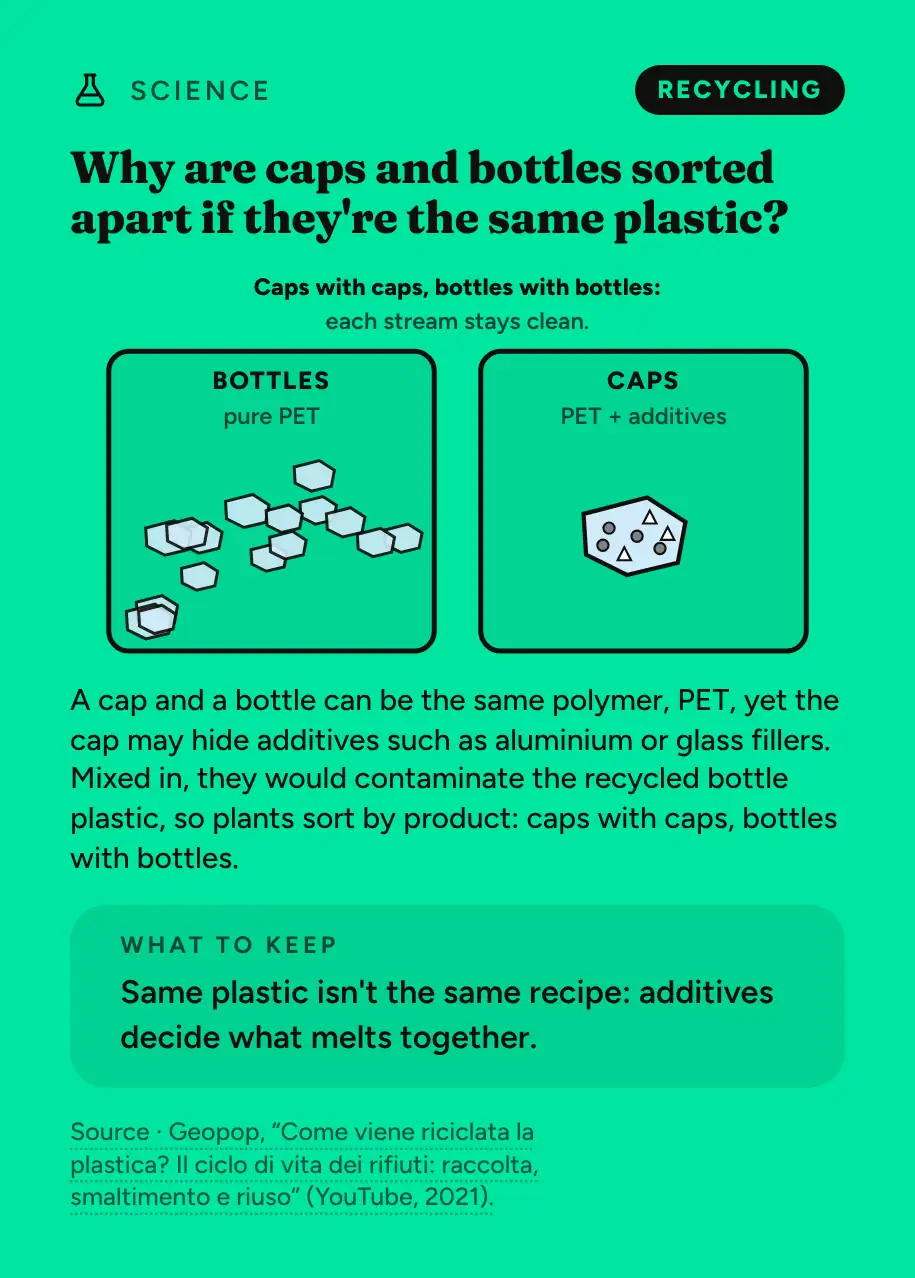 SCIENCE
RECYCLING
Why are caps and bottles sorted
apart if they're the same plastic?
Caps with caps, bottles with bottles:
each stream stays clean.
BOTTLES
pure PET
CAPS
PET + additives
A cap and a bottle can be the same polymer, PET, yet the
cap may hide additives such as aluminium or glass fillers.
Mixed in, they would contaminate the recycled bottle
plastic, so plants sort by product: caps with caps, bottles
with bottles.
WHAT TO KEEP
Same plastic isn't the same recipe: additives
decide what melts together.
Source · Geopop, “Come viene riciclata la
plastica? Il ciclo di vita dei rifiuti: raccolta,
smaltimento e riuso“ (YouTube, 2021).